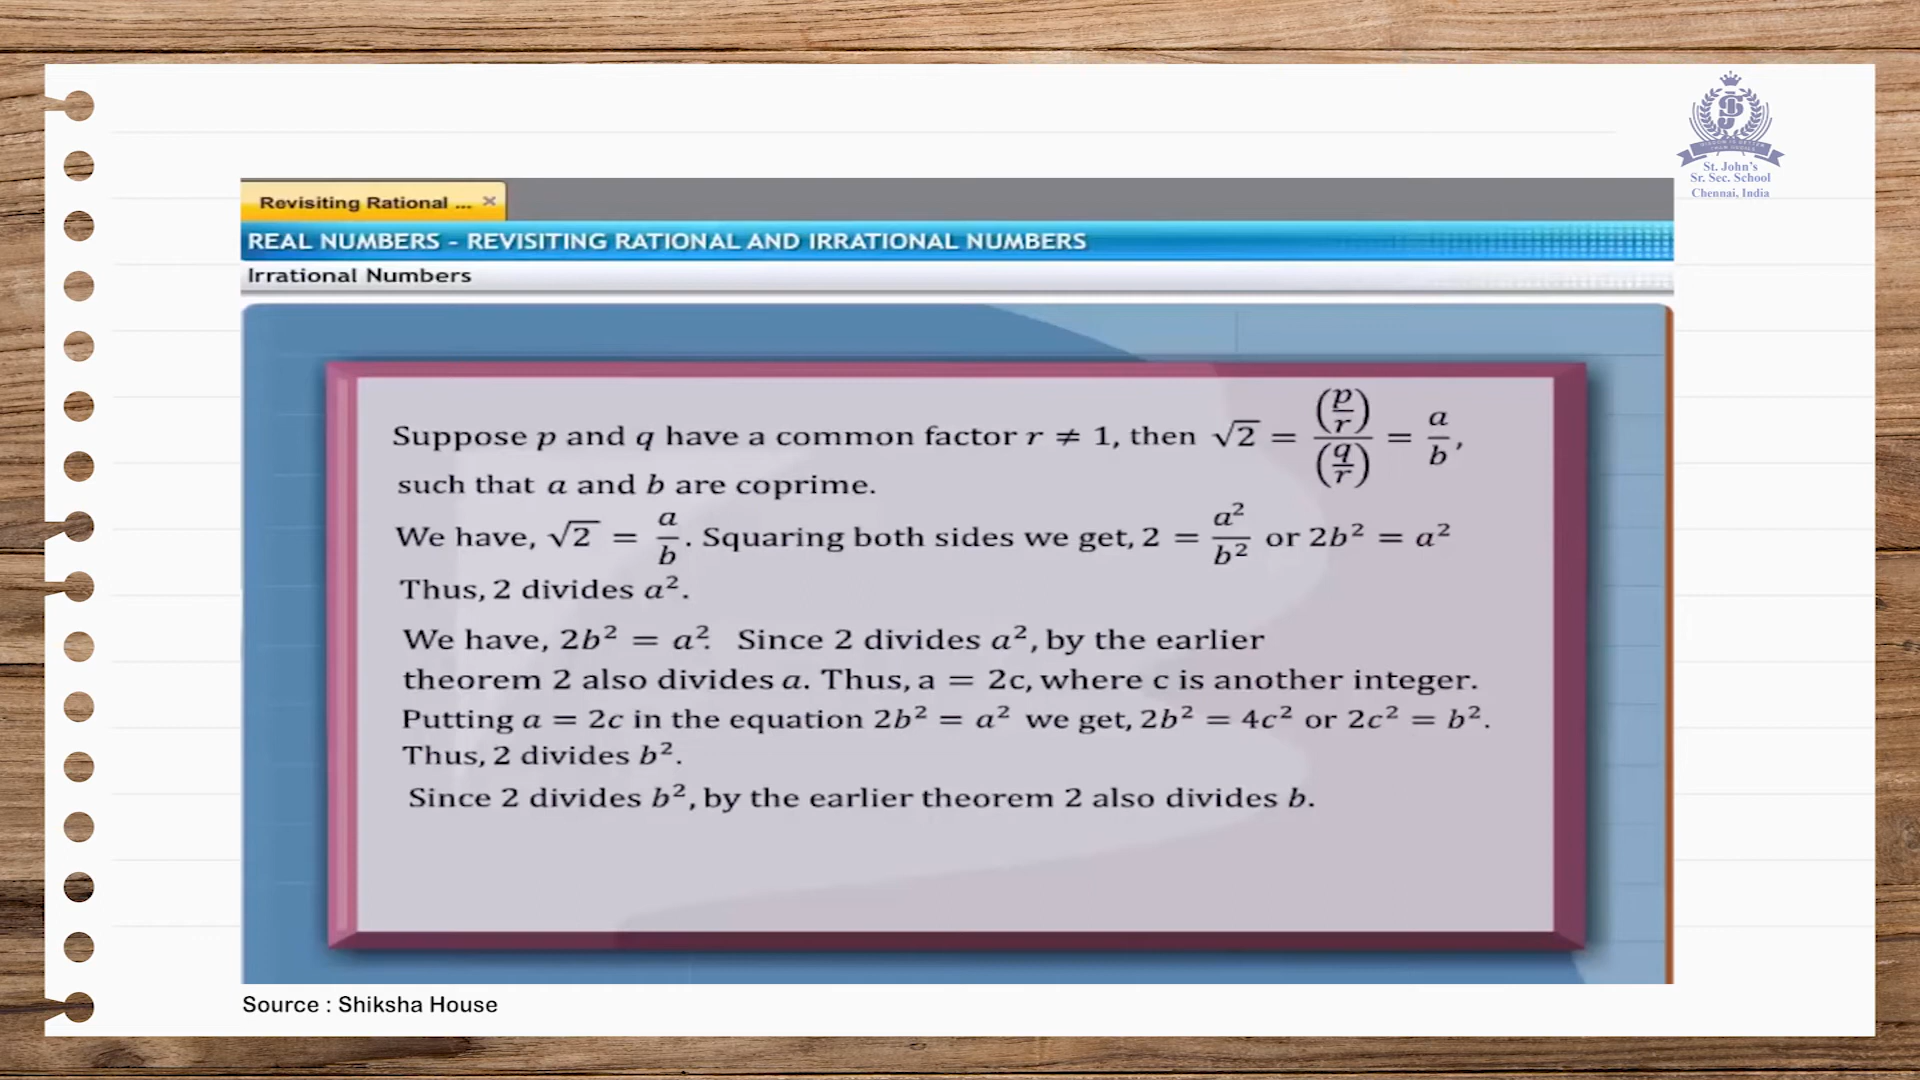 St. John's
Sr. Sec. School
Chennai, India
Revisiting Rational ... ×
REAL NUMBERS - REVISITING RATIONAL AND IRRATIONAL NUMBERS
Irrational Numbers
Suppose p and q have a common factor r ≠ 1, then √2 = (p/r)/(q/r) = a/b,
such that a and b are coprime.
We have, √2 = a/b. Squaring both sides we get, 2 = a²/b² or 2b² = a²
Thus, 2 divides a².
We have, 2b² = a². Since 2 divides a², by the earlier
theorem 2 also divides a. Thus, a = 2c, where c is another integer.
Putting a = 2c in the equation 2b² = a² we get, 2b² = 4c² or 2c² = b².
Thus, 2 divides b².
Since 2 divides b², by the earlier theorem 2 also divides b.
Source : Shiksha House